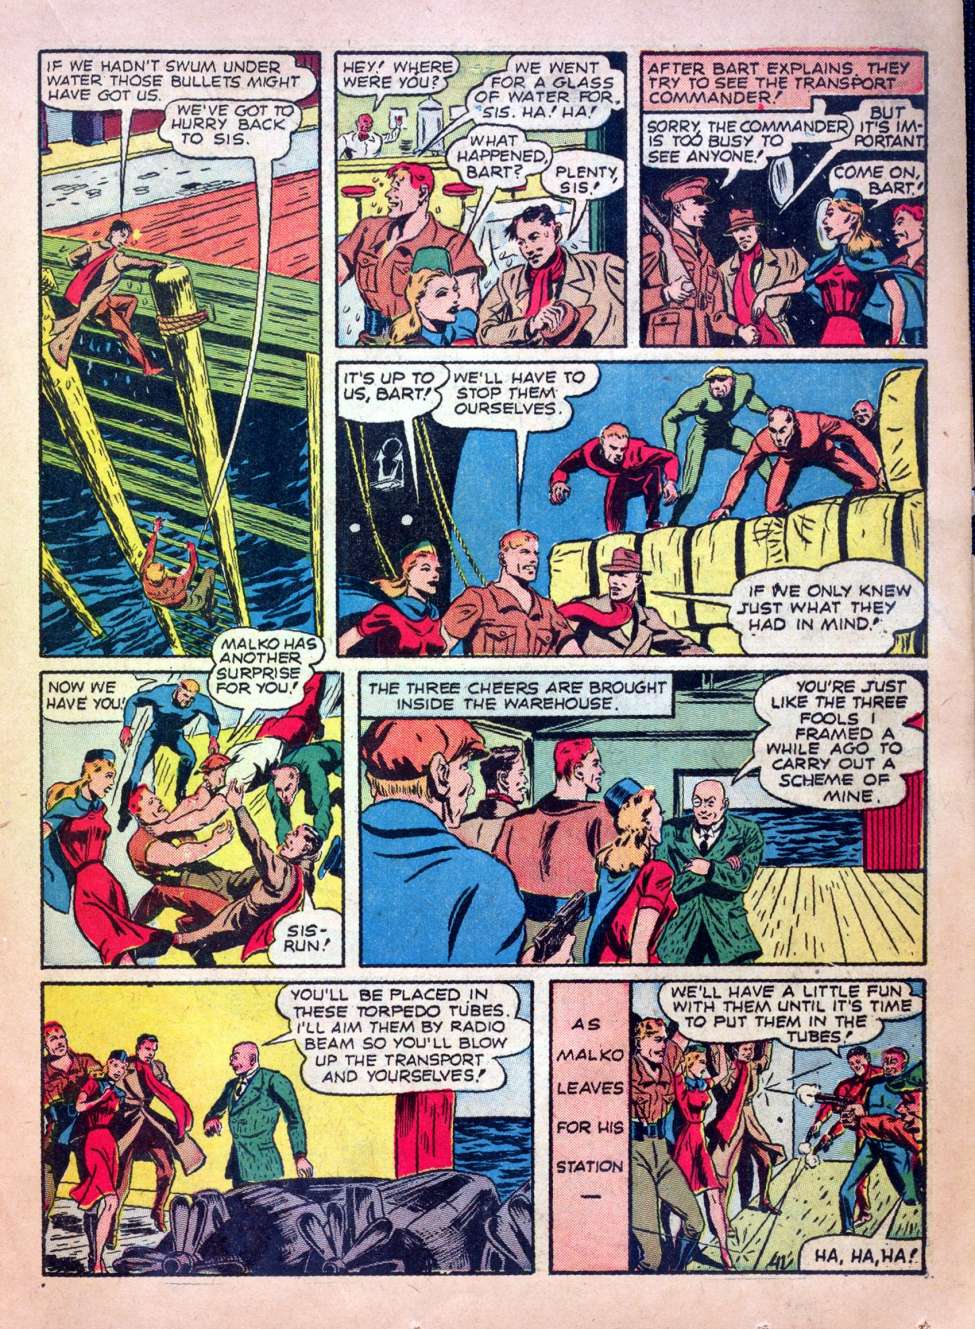 IF WE HADN'T SWUM UNDER
WATER THOSE BULLETS MIGHT
HAVE GOT US.
WE'VE GOT TO
HURRY BACK
TO SIS.
HEY! WHERE
WERE YOU?
WE WENT
FOR A GLASS
OF WATER FOR,
SIS. HA! HA!
WHAT
HAPPENED,
BART?
PLENTY,
SIS!
AFTER BART EXPLAINS, THEY
TRY TO SEE THE TRANSPORT
COMMANDER!
SORRY, THE COMMANDER
IS TOO BUSY TO
SEE ANYONE!
BUT
IT'S IM-
PORTANT
COME ON,
BART!
IT'S UP TO
US, BART!
WE'LL HAVE TO
STOP THEM
OURSELVES.
IF WE ONLY KNEW
JUST WHAT THEY
HAD IN MIND!
NOW WE
HAVE YOU!
MALKO HAS
ANOTHER
SURPRISE
FOR YOU!
SIS-
RUN!
THE THREE CHEERS ARE BROUGHT
INSIDE THE WAREHOUSE.
YOU'RE JUST
LIKE THE THREE
FOOLS I
FRAMED A
WHILE AGO TO
CARRY OUT A
SCHEME OF
MINE.
YOU'LL BE PLACED IN
THESE TORPEDO TUBES.
I'LL AIM THEM BY RADIO
BEAM SO YOU'LL BLOW
UP THE TRANSPORT
AND YOURSELVES!
AS
MALKO
LEAVES
FOR HIS
STATION
—
WE'LL HAVE A LITTLE FUN
WITH THEM UNTIL IT'S TIME
TO PUT THEM IN THE
TUBES!
HA, HA, HA!